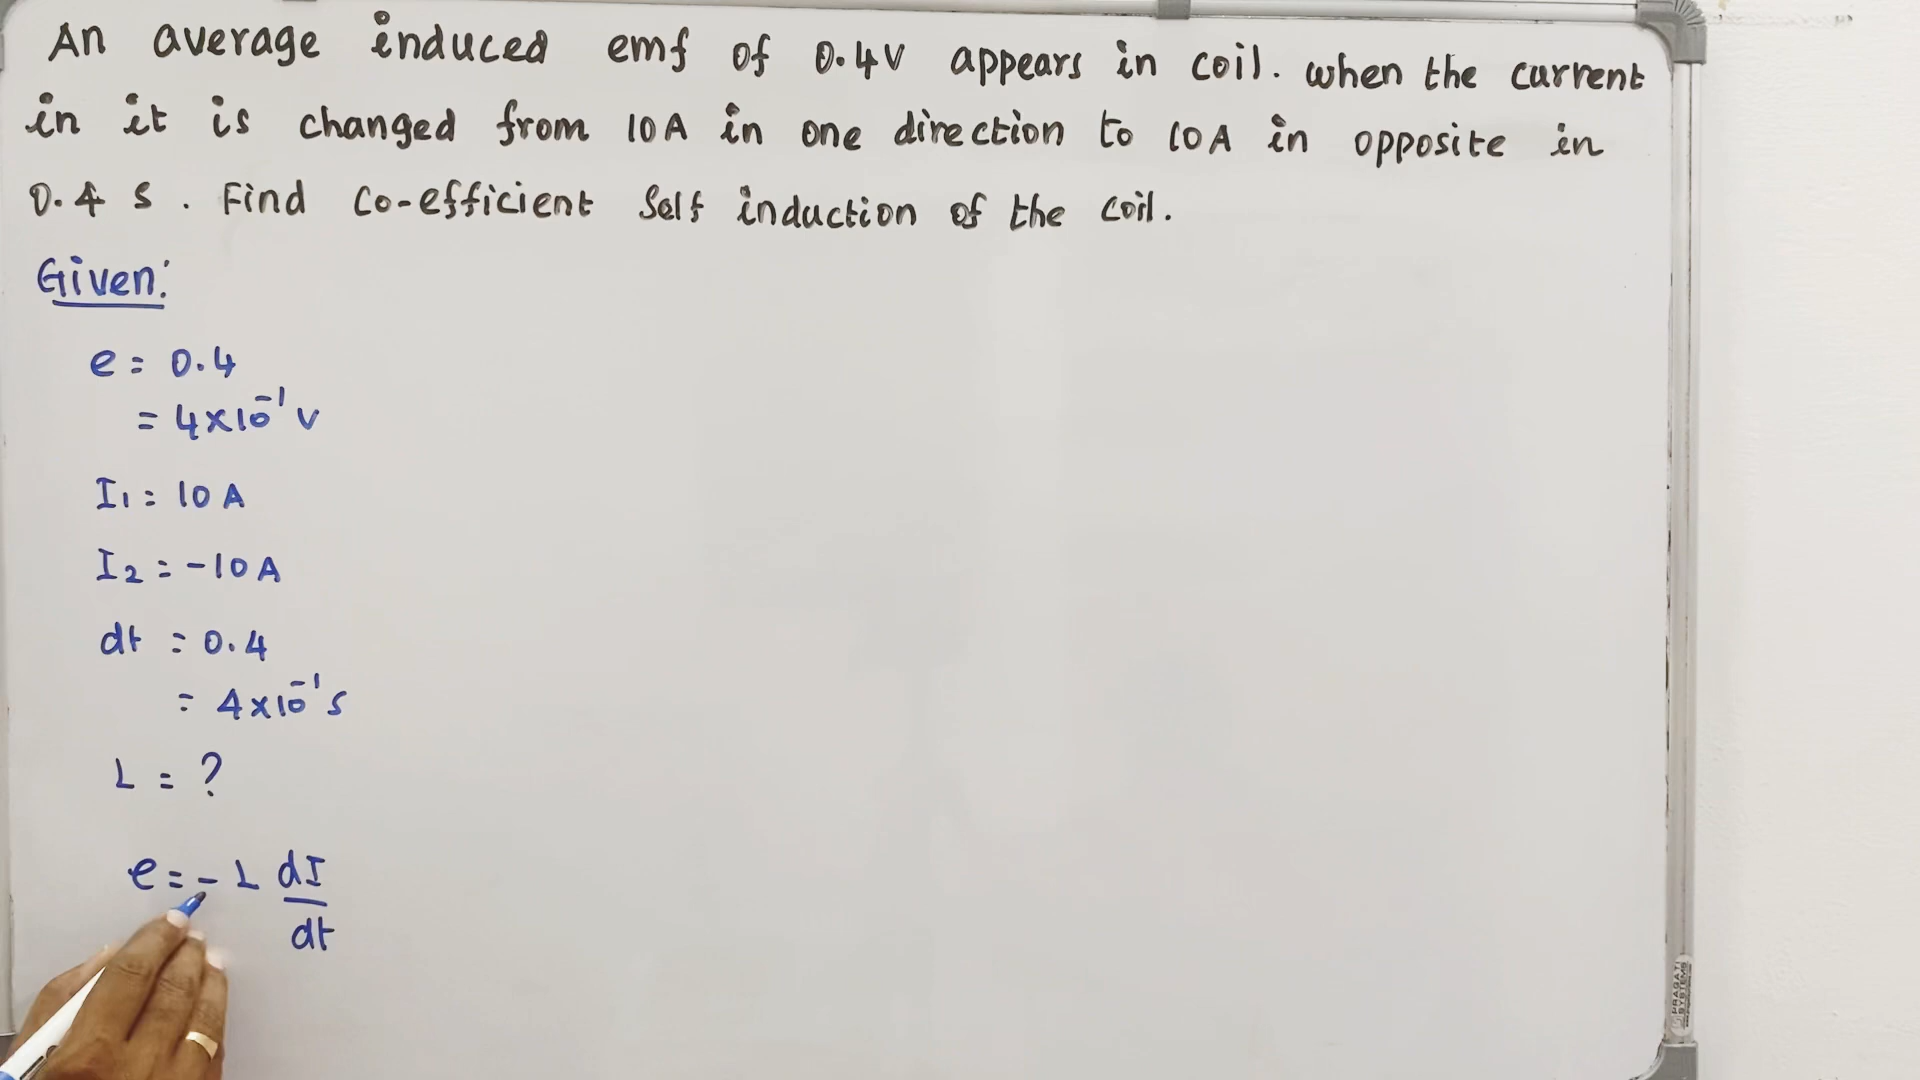 An average induced emf of 0.4V appears in coil. when the current
in it is changed from 10A in one direction to 10A in opposite in
0.4 s. Find Co-efficient Self induction of the coil.
Given:
e = 0.4
= 4×10⁻¹ V
I₁ = 10 A
I₂ = -10 A
dt = 0.4
= 4×10⁻¹ s
L = ?
e = - L dI/dt
PRAGATI
SYSTEMS